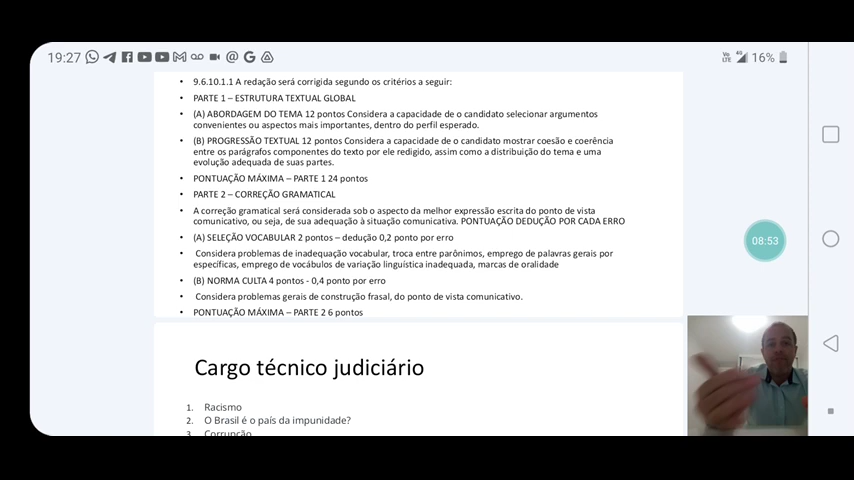 19:27
Vo
LTE
4G
16%
9.6.10.1.1 A redação será corrigida segundo os critérios a seguir:
PARTE 1 – ESTRUTURA TEXTUAL GLOBAL
(A) ABORDAGEM DO TEMA 12 pontos Considera a capacidade de o candidato selecionar argumentos
convenientes ou aspectos mais importantes, dentro do perfil esperado.
(B) PROGRESSÃO TEXTUAL 12 pontos Considera a capacidade de o candidato mostrar coesão e coerência
entre os parágrafos componentes do texto por ele redigido, assim como a distribuição do tema e uma
evolução adequada de suas partes.
PONTUAÇÃO MÁXIMA – PARTE 1 24 pontos
PARTE 2 – CORREÇÃO GRAMATICAL
A correção gramatical será considerada sob o aspecto da melhor expressão escrita do ponto de vista
comunicativo, ou seja, de sua adequação à situação comunicativa. PONTUAÇÃO DEDUÇÃO POR CADA ERRO
(A) SELEÇÃO VOCABULAR 2 pontos – dedução 0,2 ponto por erro
Considera problemas de inadequação vocabular, troca entre parônimos, emprego de palavras gerais por
específicas, emprego de vocábulos de variação linguística inadequada, marcas de oralidade
(B) NORMA CULTA 4 pontos - 0,4 ponto por erro
Considera problemas gerais de construção frasal, do ponto de vista comunicativo.
PONTUAÇÃO MÁXIMA – PARTE 2 6 pontos
08:53
Cargo técnico judiciário
1. Racismo
2. O Brasil é o país da impunidade?
3. Corrupção